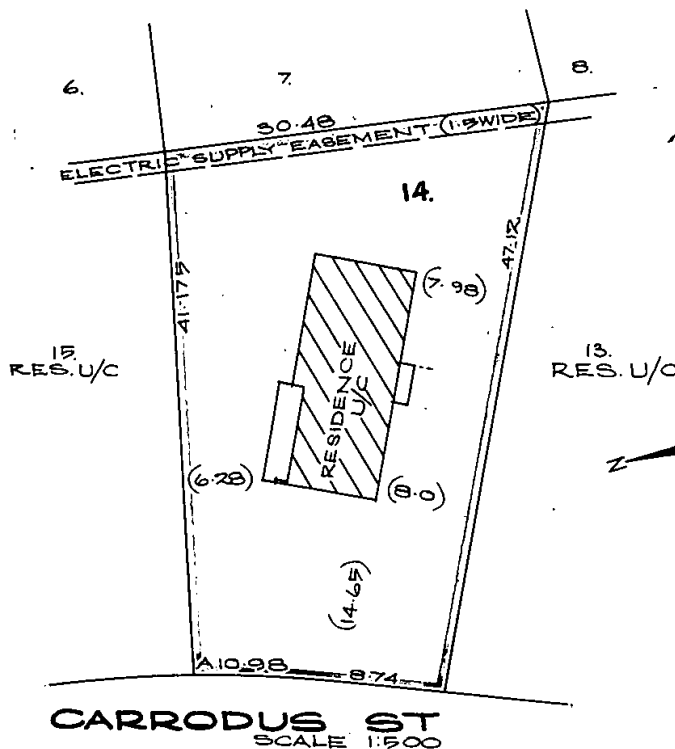 6.
7.
8.
30.48
ELECTRIC SUPPLY EASEMENT (1.5 WIDE)
14.
41.175
47.12
(7.98)
15.
RES. U/C
13.
RES. U/C
RESIDENCE
U/C
N
(6.28)
(8.0)
(14.65)
A 10.98
8.74
CARRODUS ST
SCALE 1:500